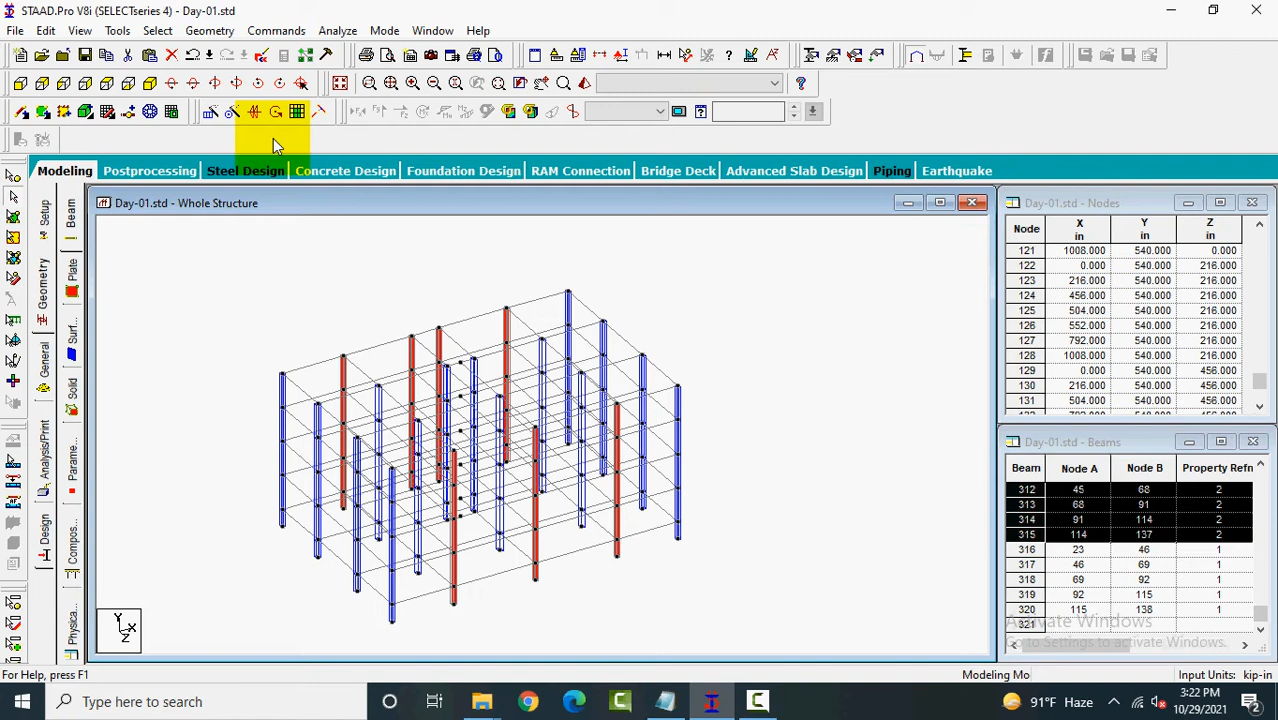 STAAD.Pro V8i (SELECTseries 4) - Day-01.std
File Edit View Tools Select Geometry Commands Analyze Mode Window Help
Modeling Postprocessing Steel Design Concrete Design Foundation Design RAM Connection Bridge Deck Advanced Slab Design Piping Earthquake
Setup
Geometry
General
Analysis/Print
Design
Beam
Plate
Surf...
Solid
Parame...
Compos...
Physica...
Day-01.std - Whole Structure
Y
X
Z
Day-01.std - Nodes
Node X in Y in Z in
121 1008.000 540.000 0.000
122 0.000 540.000 216.000
123 216.000 540.000 216.000
124 456.000 540.000 216.000
125 504.000 540.000 216.000
126 552.000 540.000 216.000
127 792.000 540.000 216.000
128 1008.000 540.000 216.000
129 0.000 540.000 456.000
130 216.000 540.000 456.000
131 504.000 540.000 456.000
Day-01.std - Beams
Beam Node A Node B Property Refn
312 45 68 2
313 68 91 2
314 91 114 2
315 114 137 2
316 23 46 1
317 46 69 1
318 69 92 1
319 92 115 1
320 115 138 1
321
Activate Windows
Go to Settings to activate Windows.
For Help, press F1
Modeling Mo
Input Units: kip-in
Type here to search
91°F Haze
3:22 PM
10/29/2021
2